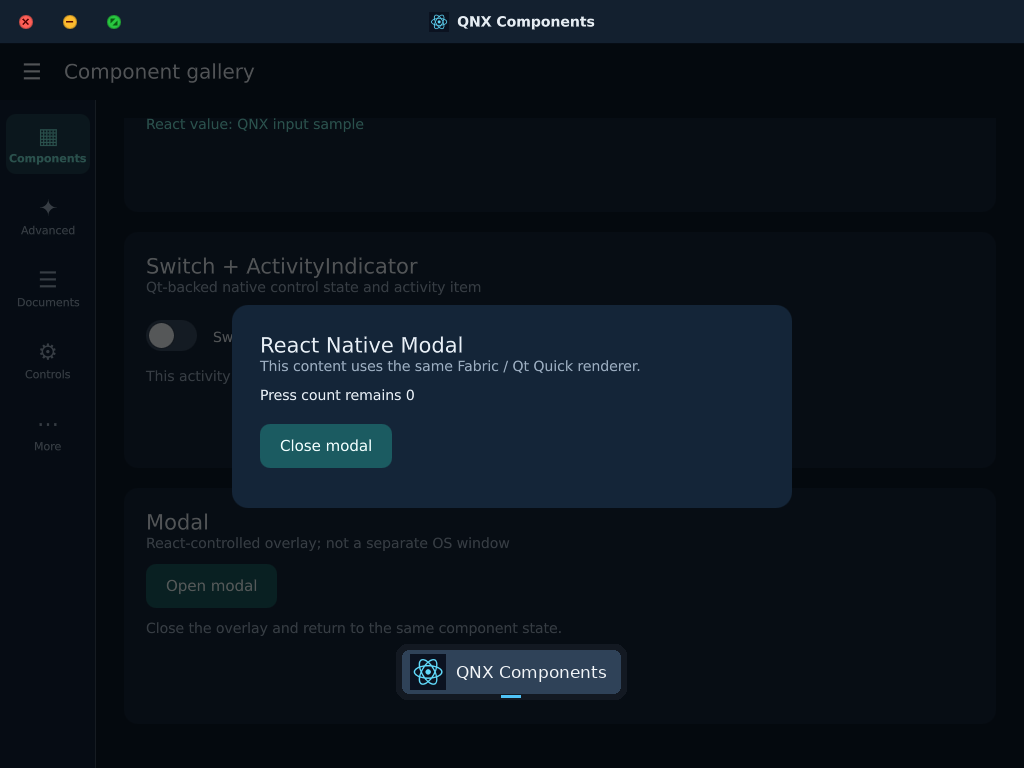 QNX Components
Component gallery
React value: QNX input sample
Components
Advanced
Documents
Controls
More
Switch + ActivityIndicator
Qt-backed native control state and activity item
Sw
This activity
React Native Modal
This content uses the same Fabric / Qt Quick renderer.
Press count remains 0
Close modal
Modal
React-controlled overlay; not a separate OS window
Open modal
Close the overlay and return to the same component state.
QNX Components